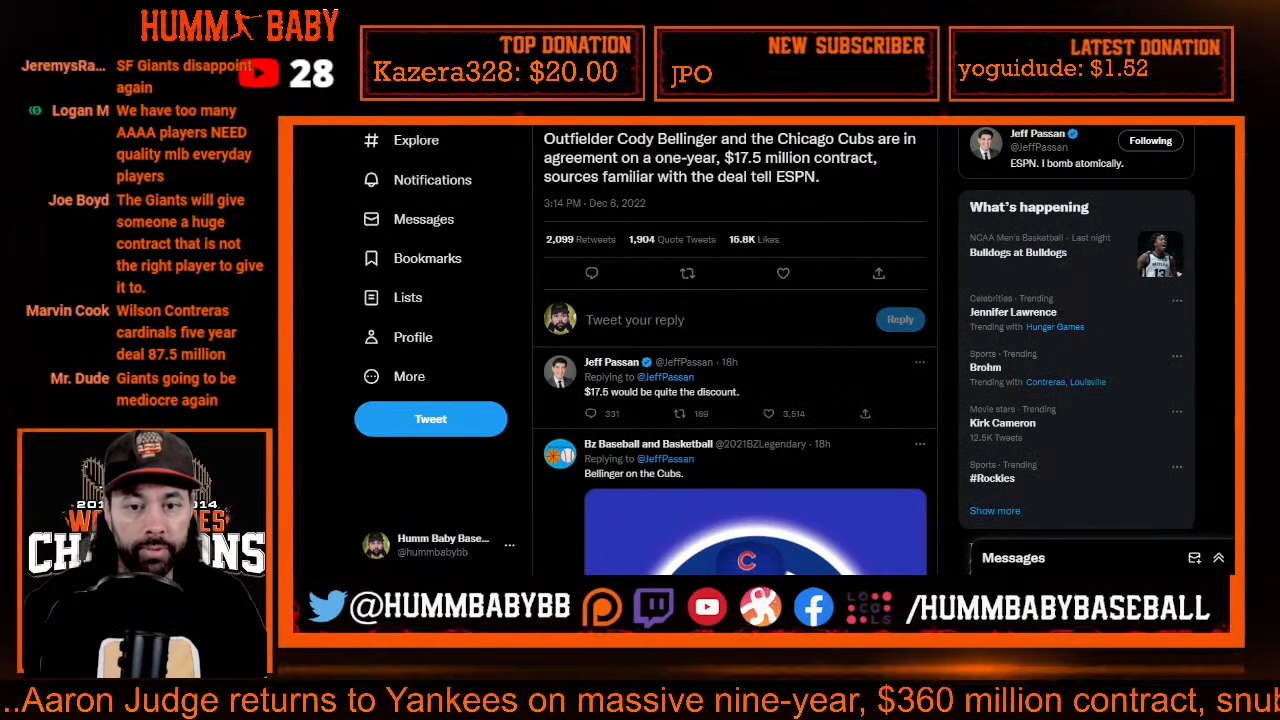 HUMM BABY
JeremysRa... SF Giants disappoint
again
28
Logan M We have too many
AAAA players NEED
quality mlb everyday
players
Joe Boyd The Giants will give
someone a huge
contract that is not
the right player to give
it to.
Marvin Cook Wilson Contreras
cardinals five year
deal 87.5 million
Mr. Dude Giants going to be
mediocre again
TOP DONATION
Kazera328: $20.00
NEW SUBSCRIBER
JPO
LATEST DONATION
yoguidude: $1.52
Explore
Notifications
Messages
Bookmarks
Lists
Profile
More
Tweet
Humm Baby Base...
@hummbabybb
Outfielder Cody Bellinger and the Chicago Cubs are in
agreement on a one-year, $17.5 million contract,
sources familiar with the deal tell ESPN.
3:14 PM · Dec 6, 2022
2,099 Retweets 1,904 Quote Tweets 16.8K Likes
Tweet your reply
Reply
Jeff Passan @JeffPassan · 18h
Replying to @JeffPassan
$17.5 would be quite the discount.
331 169 3,514
Bz Baseball and Basketball @2021BZLegendary · 18h
Replying to @JeffPassan
Bellinger on the Cubs.
C
Jeff Passan
@JeffPassan
Following
ESPN. I bomb atomically.
What's happening
NCAA Men's Basketball · Last night
Bulldogs at Bulldogs
Celebrities · Trending
Jennifer Lawrence
Trending with Hunger Games
Sports · Trending
Brohm
Trending with Contreras, Louisville
Movie stars · Trending
Kirk Cameron
12.5K Tweets
Sports · Trending
#Rockies
Show more
Messages
@HUMMBABYBB
LOCALS
/HUMMBABYBASEBALL
..Aaron Judge returns to Yankees on massive nine-year, $360 million contract, snub